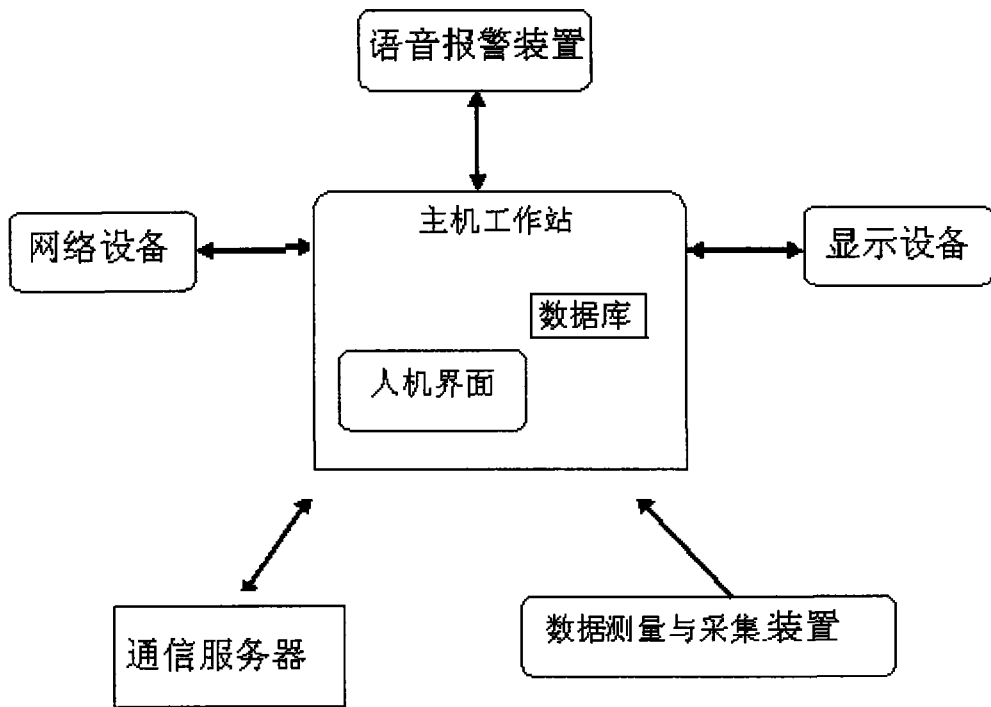 语音报警装置
主机工作站
网络设备
显示设备
数据库
人机界面
通信服务器
数据测量与采集装置